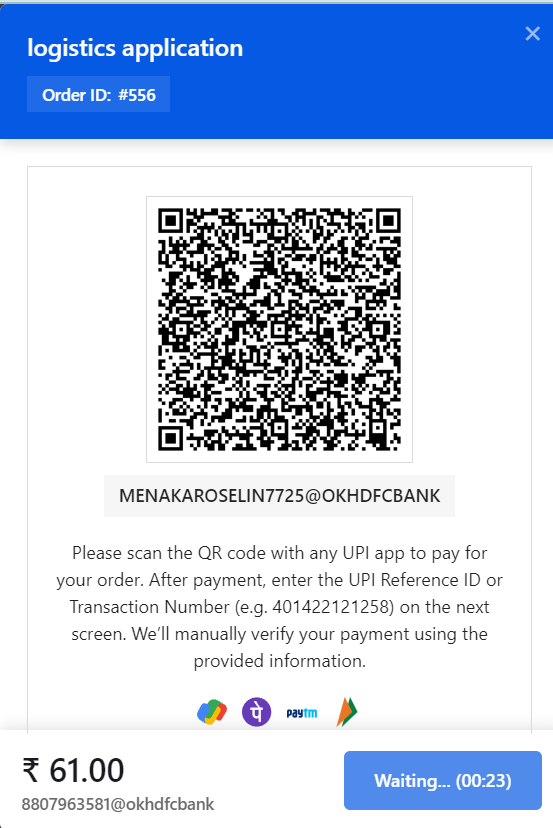 logistics application
×
Order ID: #556
MENAKAROSELIN7725@OKHDFCBANK
Please scan the QR code with any UPI app to pay for
your order. After payment, enter the UPI Reference ID or
Transaction Number (e.g. 401422121258) on the next
screen. We’ll manually verify your payment using the
provided information.
पे paytm
₹ 61.00
8807963581@okhdfcbank
Waiting... (00:23)